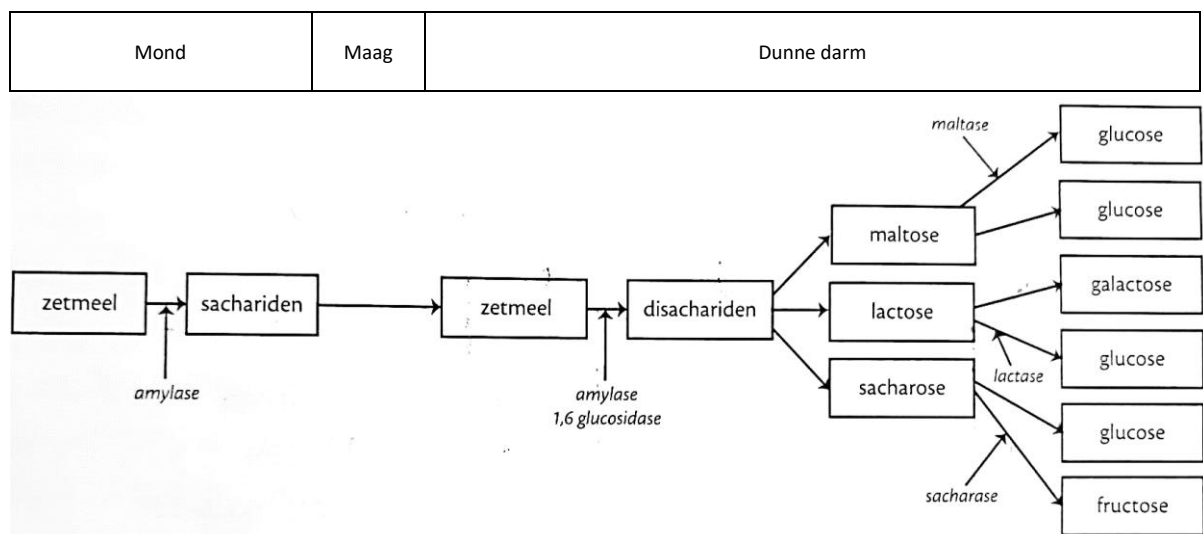 Mond
Maag
Dunne darm
maltase
glucose
glucose
maltose
galactose
zetmeel
sachariden
zetmeel
disachariden
lactose
glucose
lactase
amylase
amylase
1,6 glucosidase
sacharose
glucose
sacharase
fructose